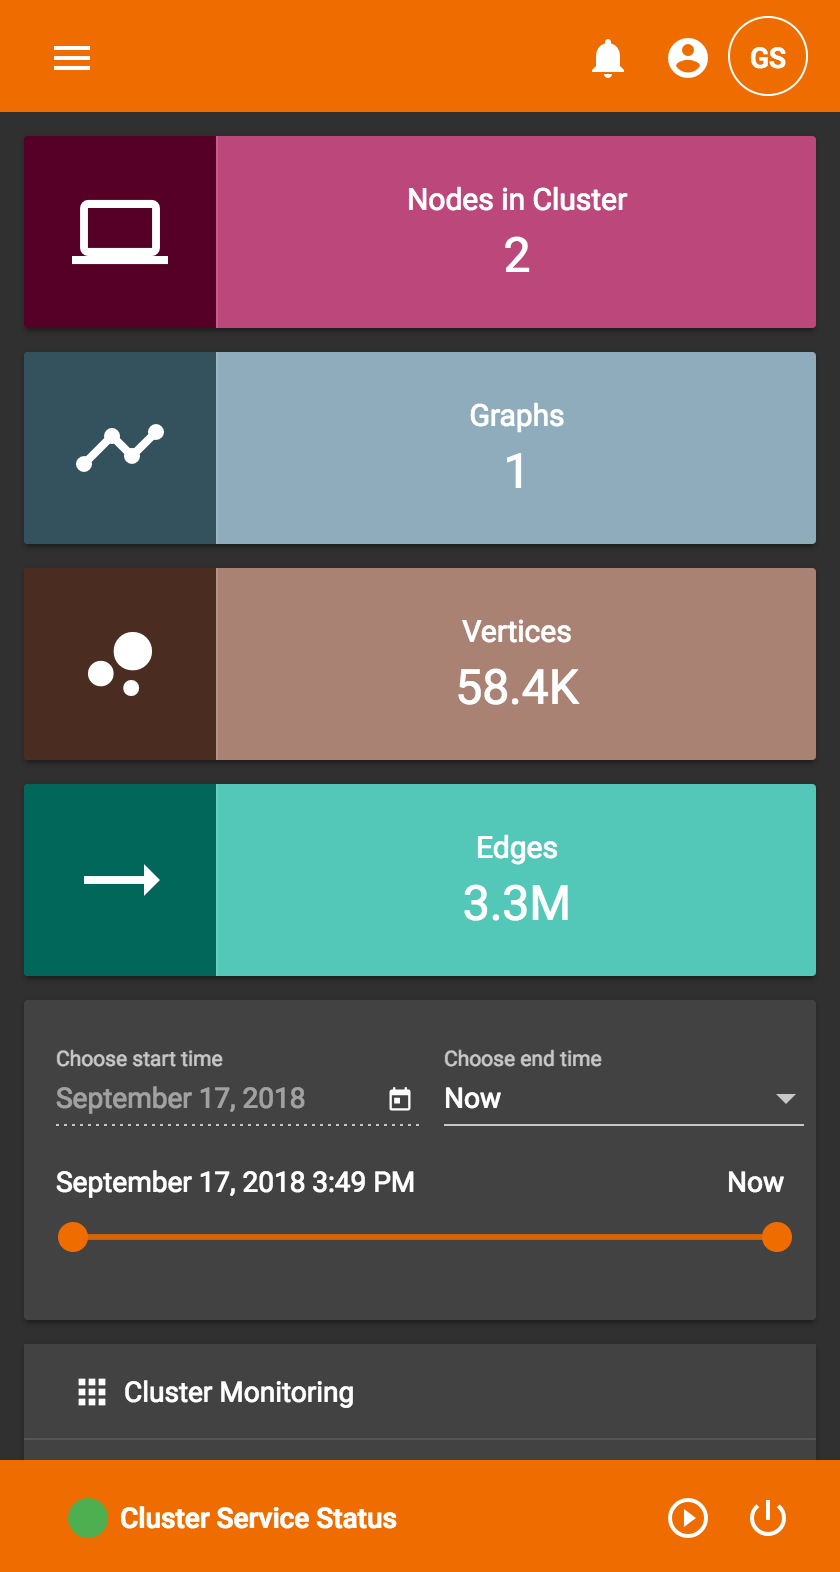 GS
Nodes in Cluster
2
Graphs
1
Vertices
58.4K
Edges
3.3M
Choose start time
September 17, 2018
Choose end time
Now
September 17, 2018 3:49 PM
Now
Cluster Monitoring
Cluster Service Status